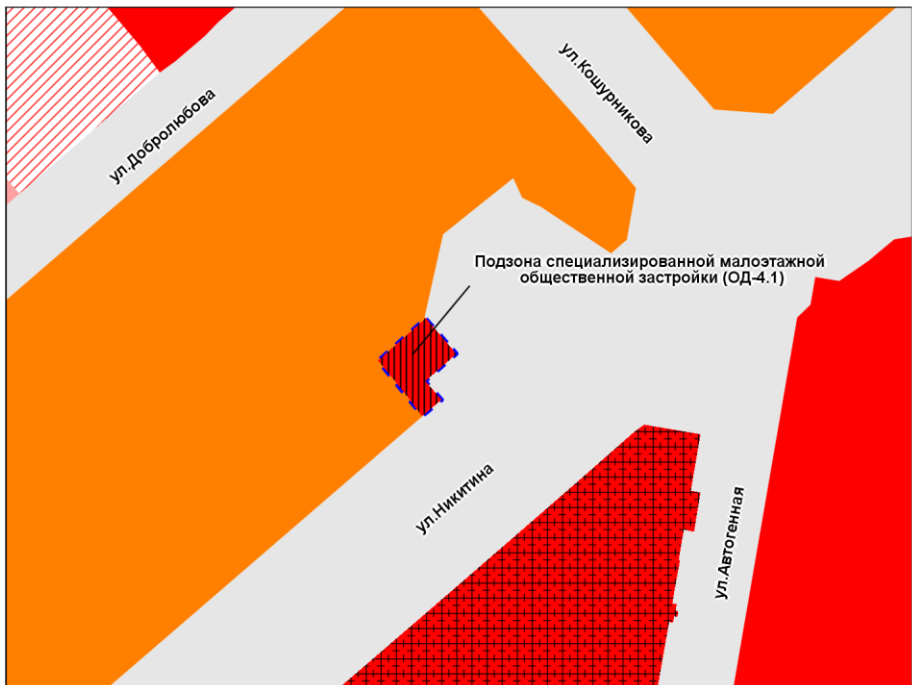 ул.Кошурникова
ул.Добролюбова
Подзона специализированной малоэтажной
общественной застройки (ОД-4.1)
ул.Никитина
ул.Автогенная